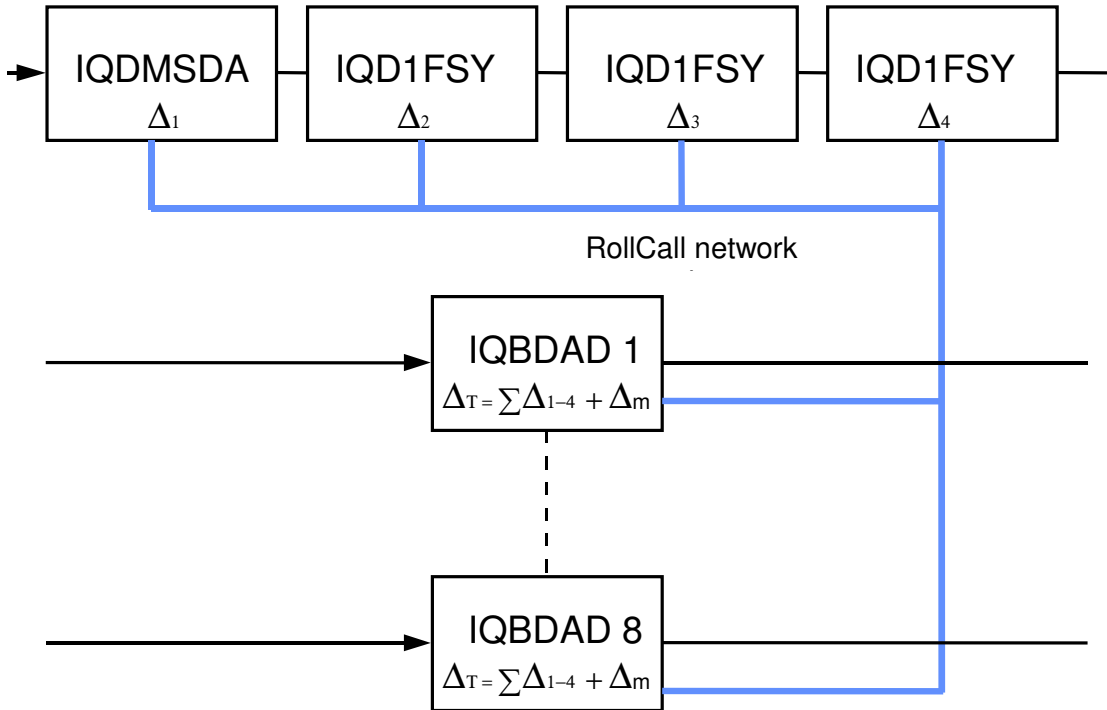 IQDMSDA
Δ1
IQD1FSY
Δ2
IQD1FSY
Δ3
IQD1FSY
Δ4
RollCall network
IQBDAD 1
ΔT = ∑Δ1–4 + Δm
IQBDAD 8
ΔT = ∑Δ1–4 + Δm